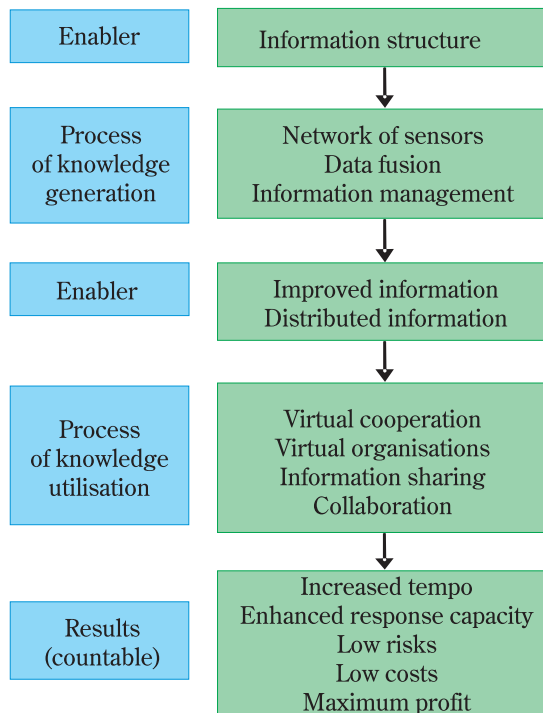 Enabler
Information structure
Process
of knowledge
generation
Network of sensors
Data fusion
Information management
Enabler
Improved information
Distributed information
Process
of knowledge
utilisation
Virtual cooperation
Virtual organisations
Information sharing
Collaboration
Results
(countable)
Increased tempo
Enhanced response capacity
Low risks
Low costs
Maximum profit